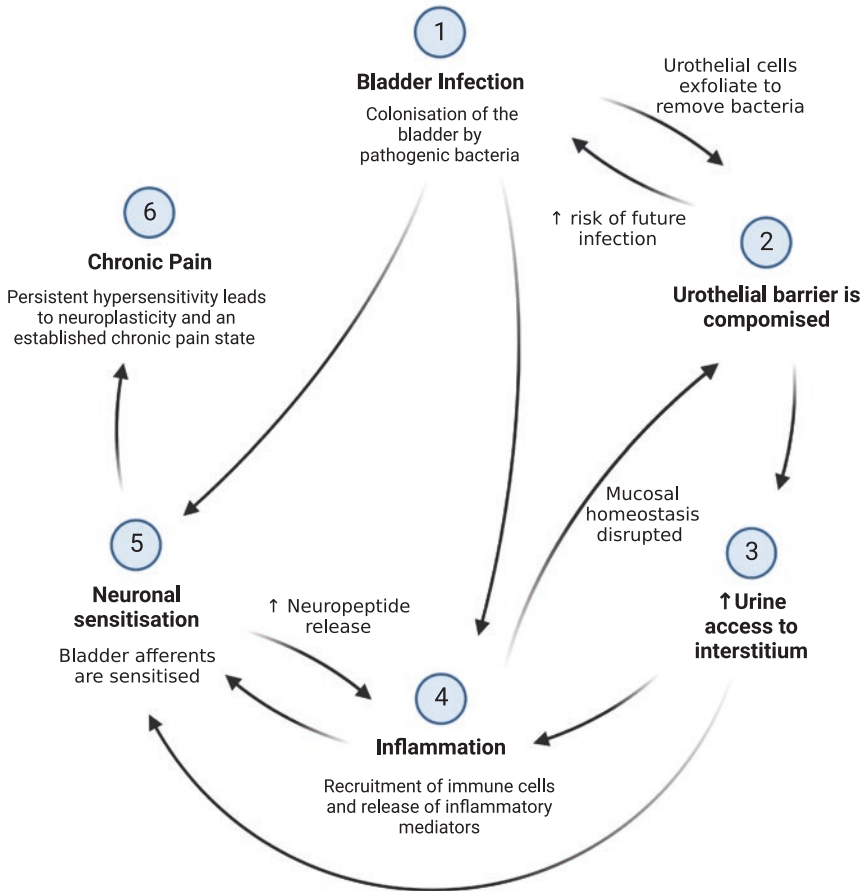 1
Bladder Infection
Colonisation of the
bladder by
pathogenic bacteria
Urothelial cells
exfoliate to
remove bacteria
↑ risk of future
infection
2
Urothelial barrier is
compomised
3
↑Urine
access to
interstitium
Mucosal
homeostasis
disrupted
4
Inflammation
Recruitment of immune cells
and release of inflammatory
mediators
↑ Neuropeptide
release
5
Neuronal
sensitisation
Bladder afferents
are sensitised
6
Chronic Pain
Persistent hypersensitivity leads
to neuroplasticity and an
established chronic pain state